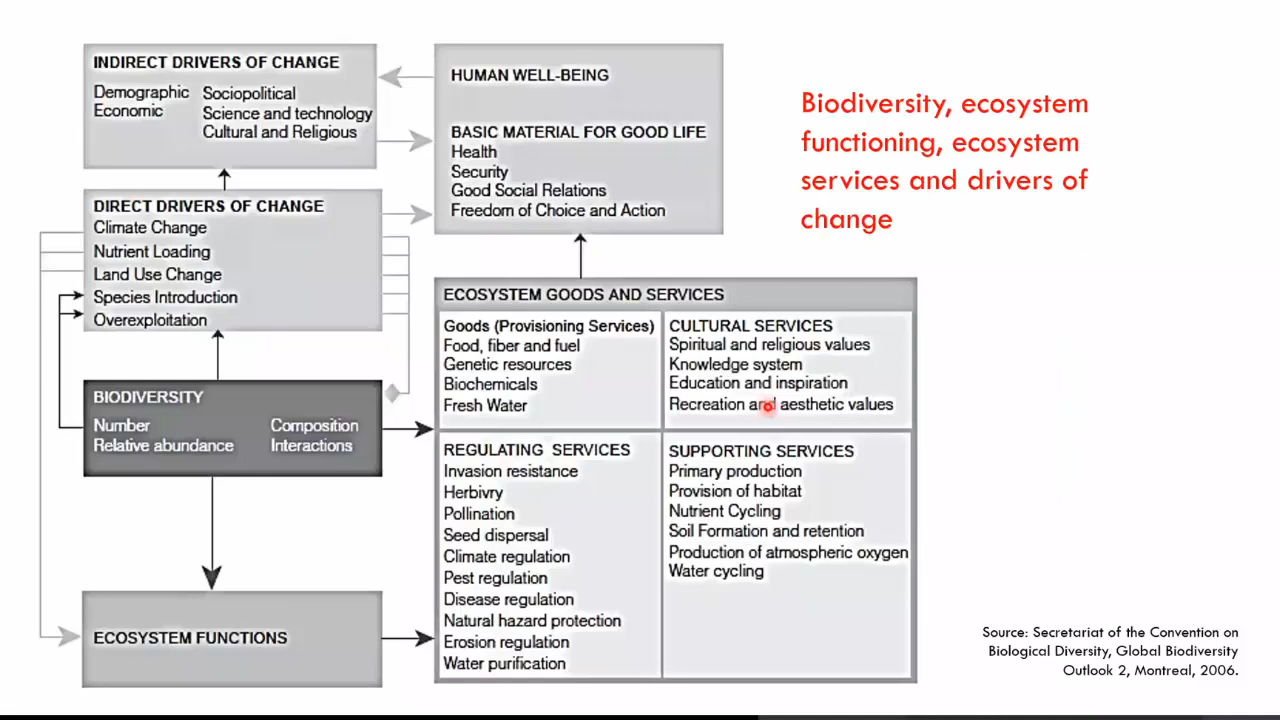 INDIRECT DRIVERS OF CHANGE
Demographic
Economic
Sociopolitical
Science and technology
Cultural and Religious
HUMAN WELL-BEING
BASIC MATERIAL FOR GOOD LIFE
Health
Security
Good Social Relations
Freedom of Choice and Action
Biodiversity, ecosystem
functioning, ecosystem
services and drivers of
change
DIRECT DRIVERS OF CHANGE
Climate Change
Nutrient Loading
Land Use Change
Species Introduction
Overexploitation
BIODIVERSITY
Number
Relative abundance
Composition
Interactions
ECOSYSTEM GOODS AND SERVICES
Goods (Provisioning Services)
Food, fiber and fuel
Genetic resources
Biochemicals
Fresh Water
CULTURAL SERVICES
Spiritual and religious values
Knowledge system
Education and inspiration
Recreation and aesthetic values
REGULATING SERVICES
Invasion resistance
Herbivry
Pollination
Seed dispersal
Climate regulation
Pest regulation
Disease regulation
Natural hazard protection
Erosion regulation
Water purification
SUPPORTING SERVICES
Primary production
Provision of habitat
Nutrient Cycling
Soil Formation and retention
Production of atmospheric oxygen
Water cycling
ECOSYSTEM FUNCTIONS
Source: Secretariat of the Convention on
Biological Diversity, Global Biodiversity
Outlook 2, Montreal, 2006.